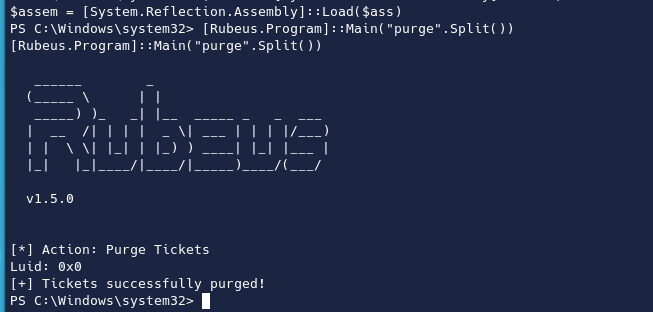 $assem = [System.Reflection.Assembly]::Load($ass)
PS C:\Windows\system32> [Rubeus.Program]::Main("purge".Split())
[Rubeus.Program]::Main("purge".Split())
   ______        _
  (_____ \      | |
   _____) )_   _| |__  _____ _   _  ___
  |  __  /| | | |  _ \| ___ | | | |/___)
  | |  \ \| |_| | |_) ) ____| |_| |___ |
  |_|   |_|____/|____/|_____)____/(___/
  v1.5.0
[*] Action: Purge Tickets
Luid: 0x0
[+] Tickets successfully purged!
PS C:\Windows\system32>